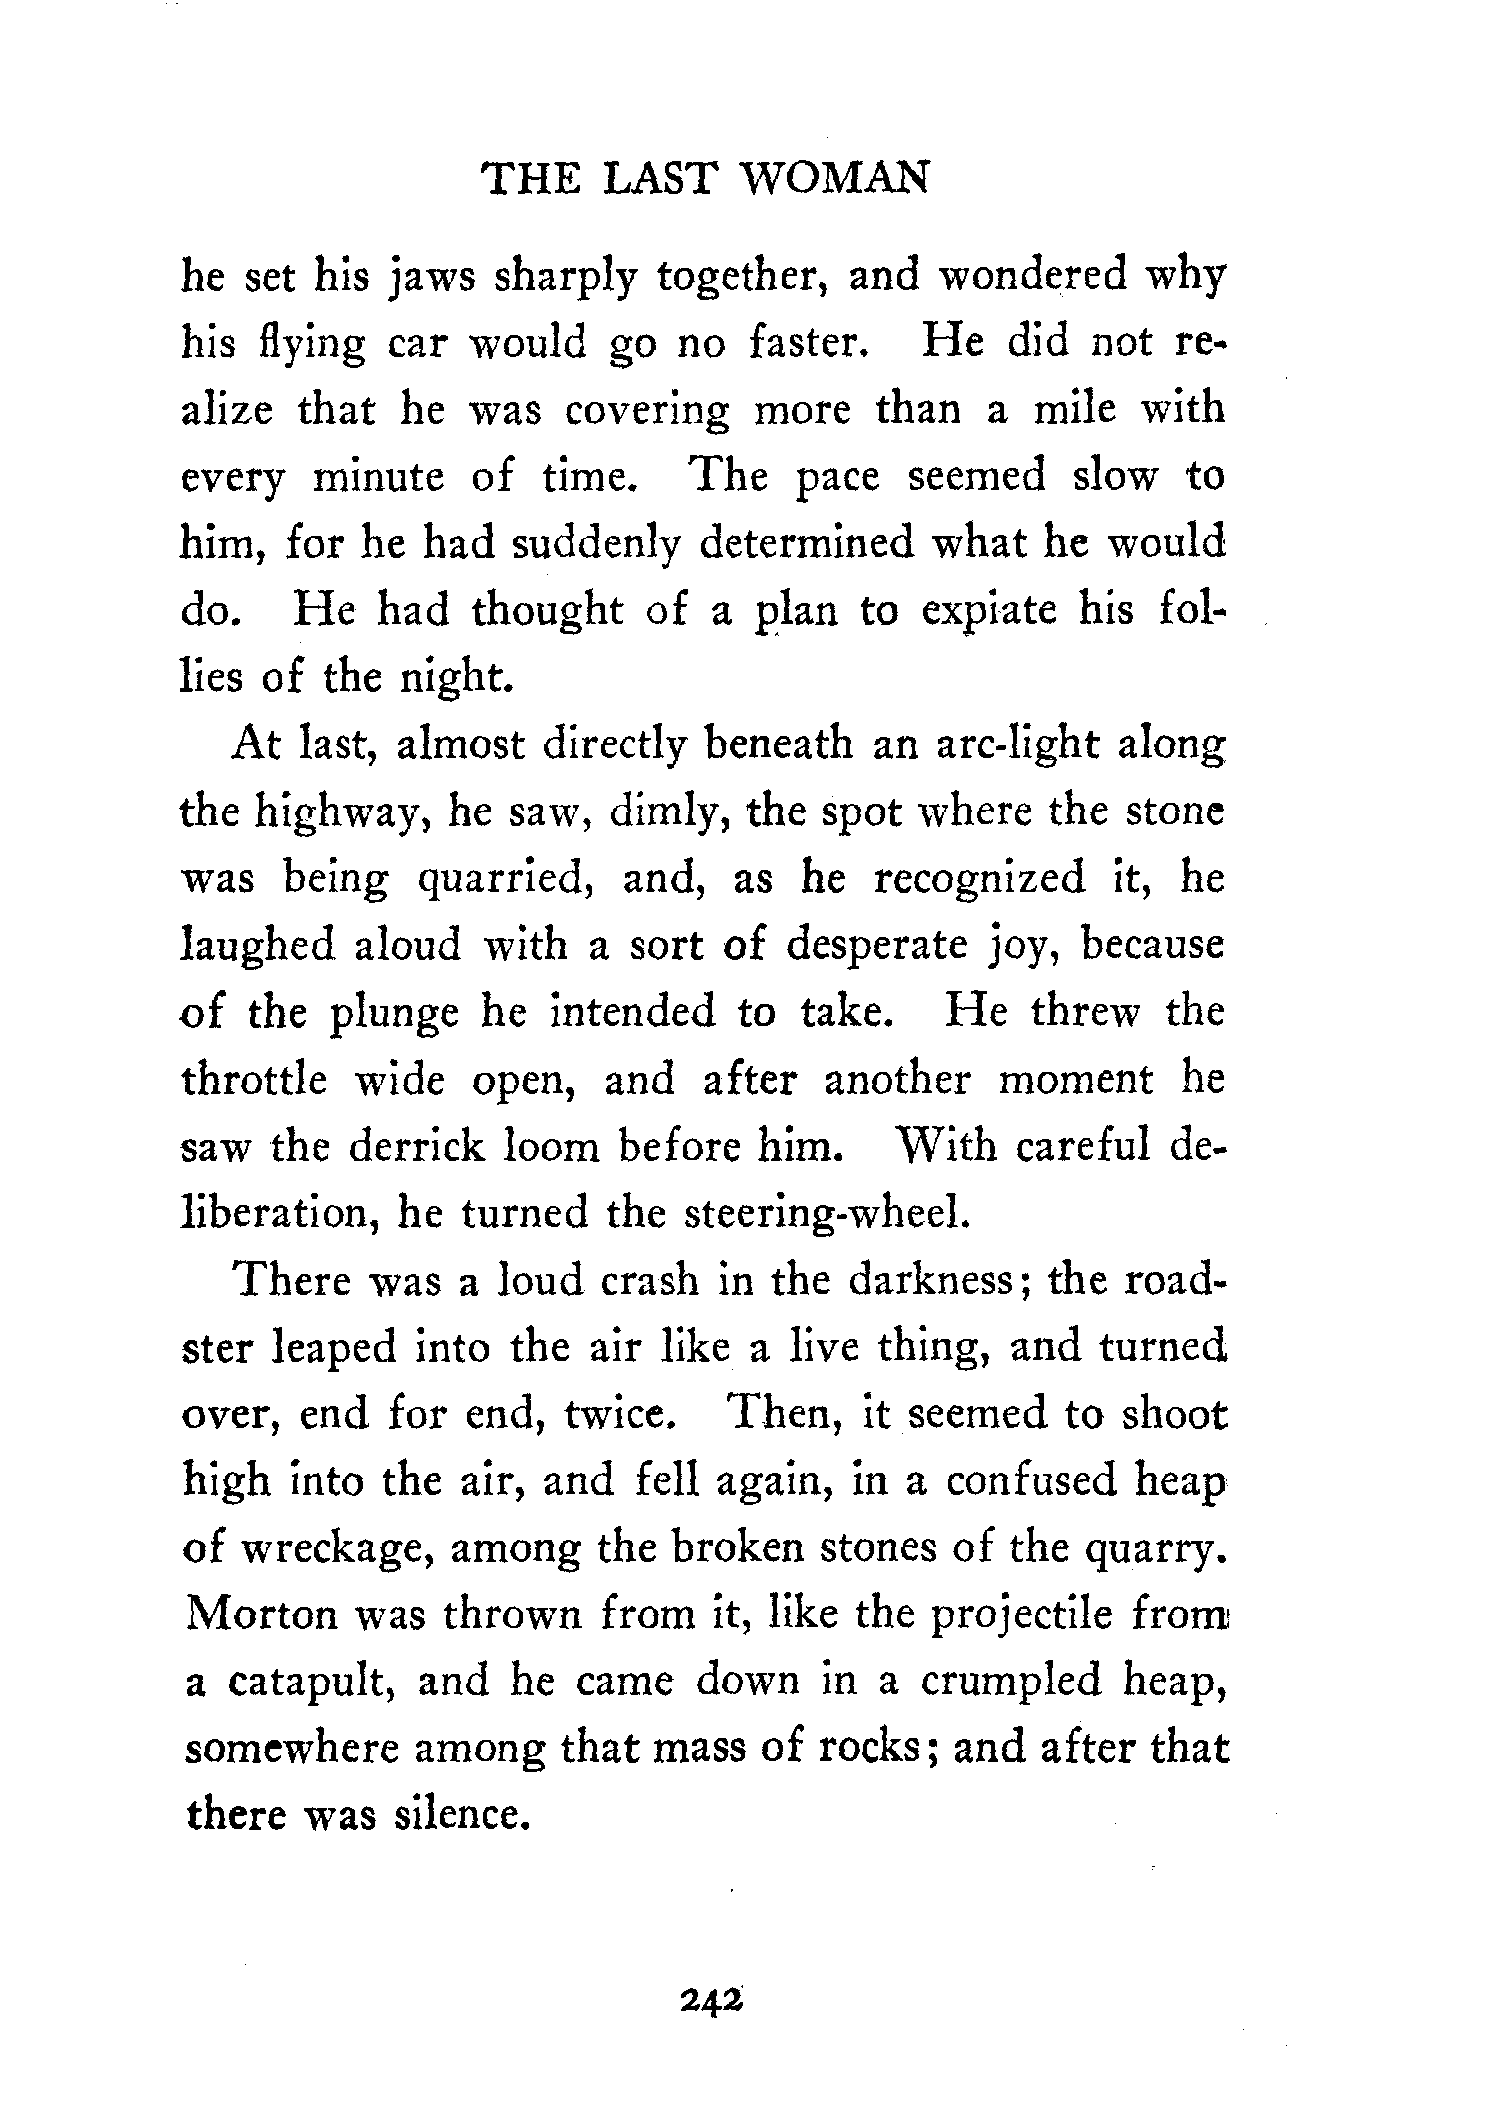 THE LAST WOMAN
he set his jaws sharply together, and wondered why
his flying car would go no faster. He did not re-
alize that he was covering more than a mile with
every minute of time. The pace seemed slow to
him, for he had suddenly determined what he would
do. He had thought of a plan to expiate his fol-
lies of the night.
At last, almost directly beneath an arc-light along
the highway, he saw, dimly, the spot where the stone
was being quarried, and, as he recognized it, he
laughed aloud with a sort of desperate joy, because
of the plunge he intended to take. He threw the
throttle wide open, and after another moment he
saw the derrick loom before him. With careful de-
liberation, he turned the steering-wheel.
There was a loud crash in the darkness; the road-
ster leaped into the air like a live thing, and turned
over, end for end, twice. Then, it seemed to shoot
high into the air, and fell again, in a confused heap
of wreckage, among the broken stones of the quarry.
Morton was thrown from it, like the projectile from
a catapult, and he came down in a crumpled heap,
somewhere among that mass of rocks; and after that
there was silence.
242